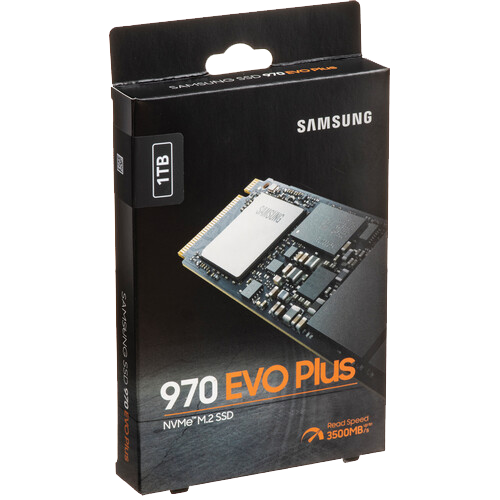 SAMSUNG SSD 970 EVO Plus
SAMSUNG
1TB
SAMSUNG
SAMSUNG SSD 970 EVO Plus
970 EVO Plus
NVMe™ M.2 SSD
Read Speed
3500MB/s